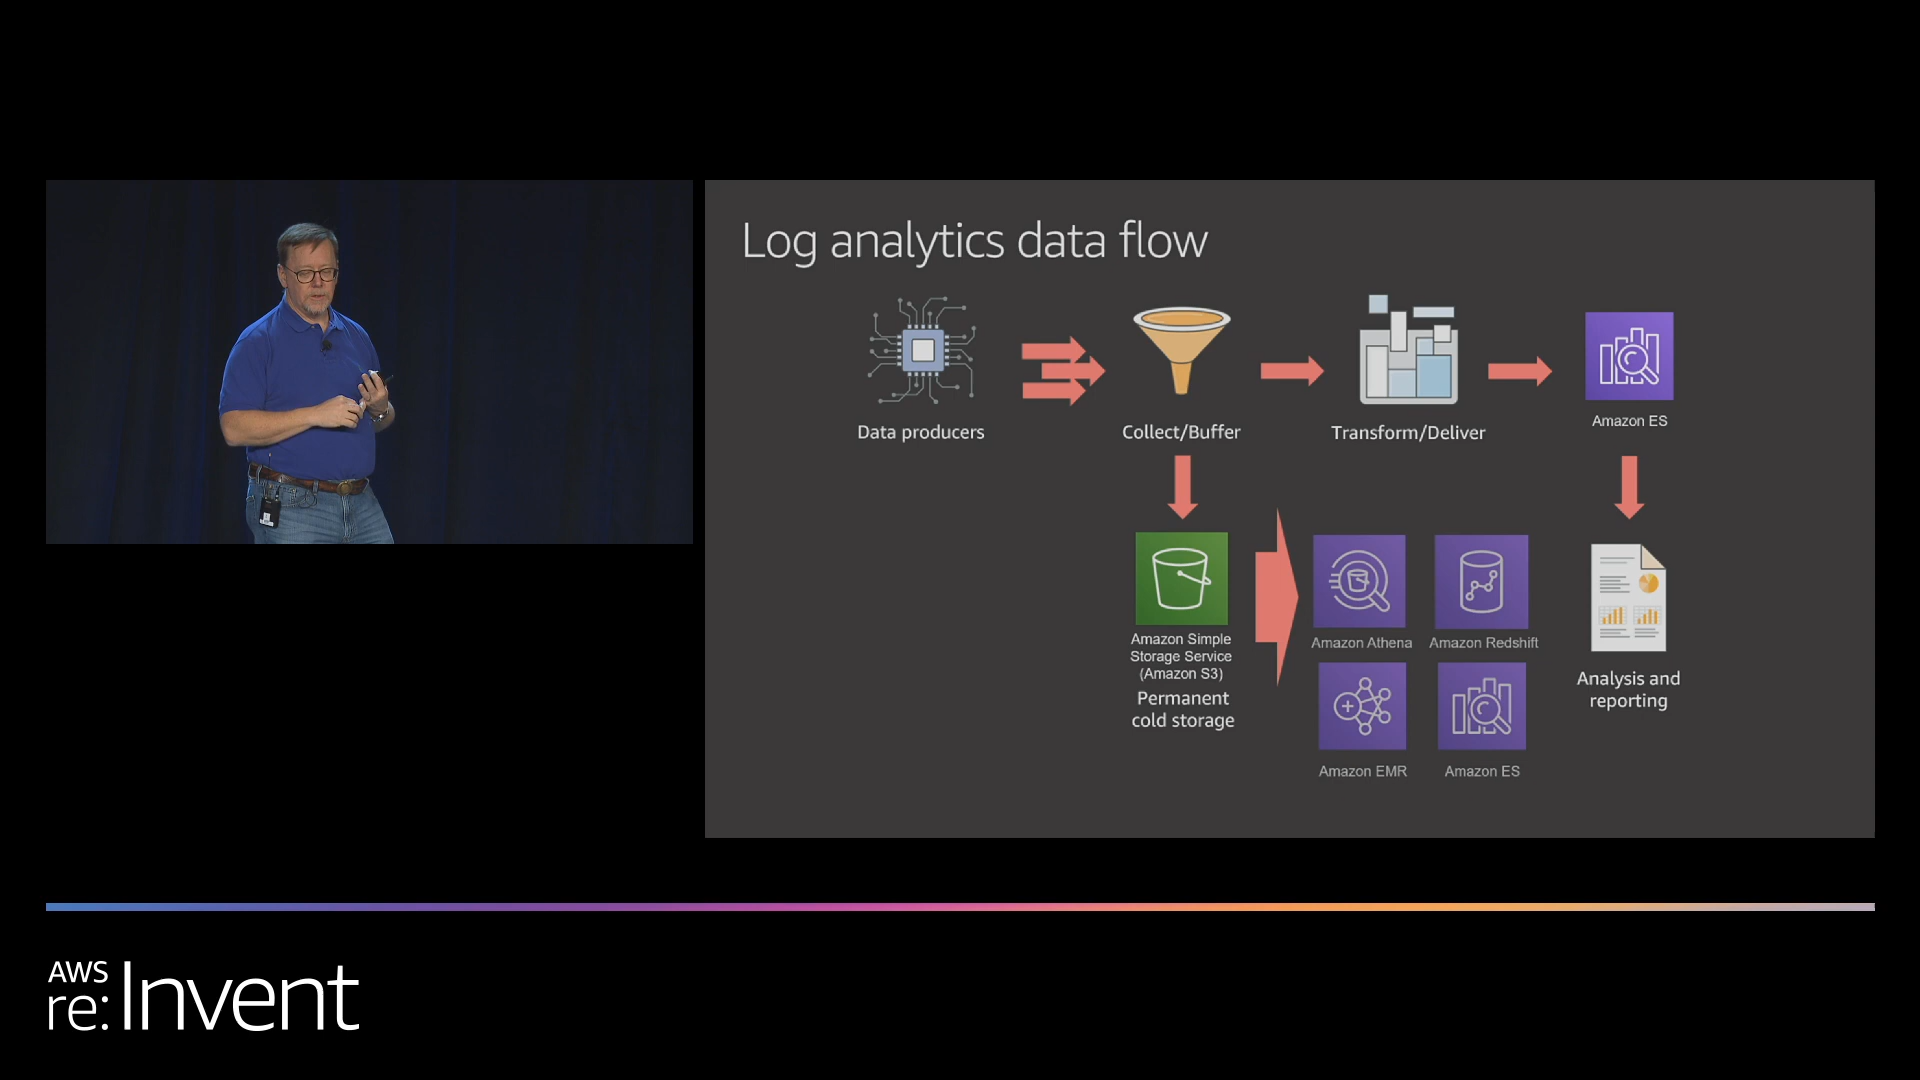 Log analytics data flow
Data producers
Collect/Buffer
Transform/Deliver
Amazon ES
Amazon Simple
Storage Service
(Amazon S3)
Permanent
cold storage
Amazon Athena
Amazon Redshift
Amazon EMR
Amazon ES
Analysis and
reporting
AWS
re:Invent